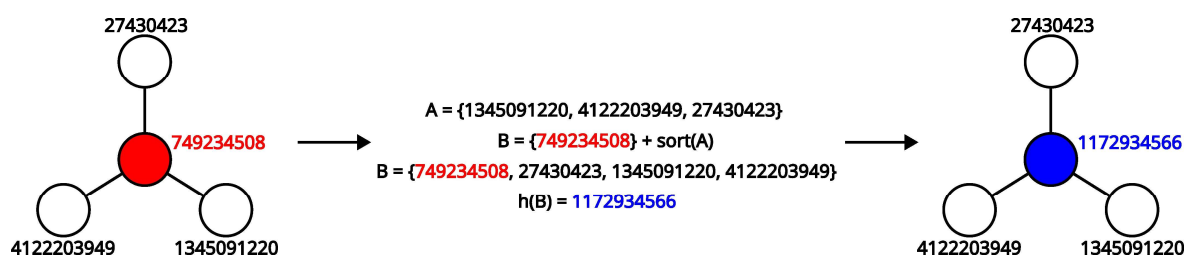 27430423
749234508
4122203949
1345091220
A = {1345091220, 4122203949, 27430423}
B = {749234508} + sort(A)
B = {749234508, 27430423, 1345091220, 4122203949}
h(B) = 1172934566
27430423
1172934566
4122203949
1345091220